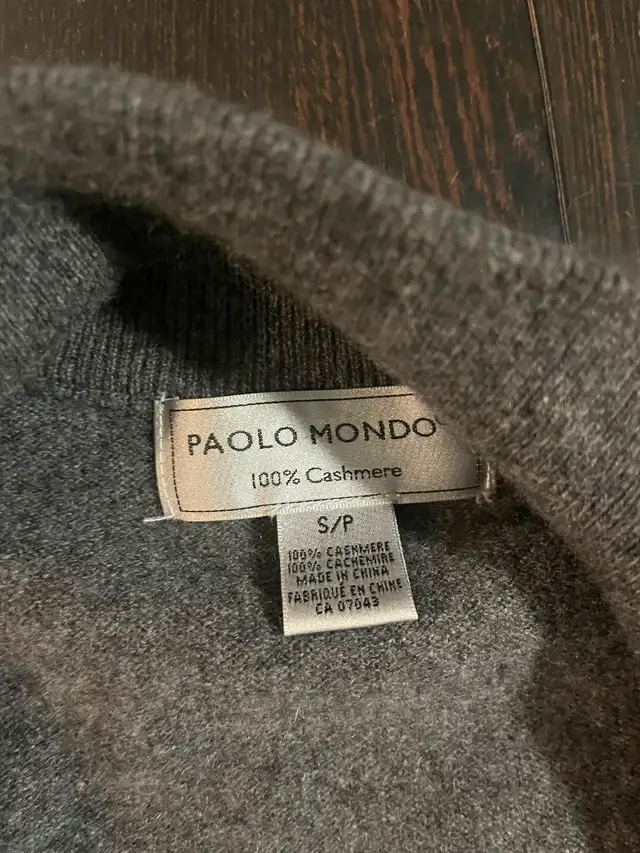 PAOLO MONDO
100% Cashmere
S/P
100% CASHMERE
100% CACHEMIRE
MADE IN CHINA
FABRIQUÉ EN CHINE
CA 07043